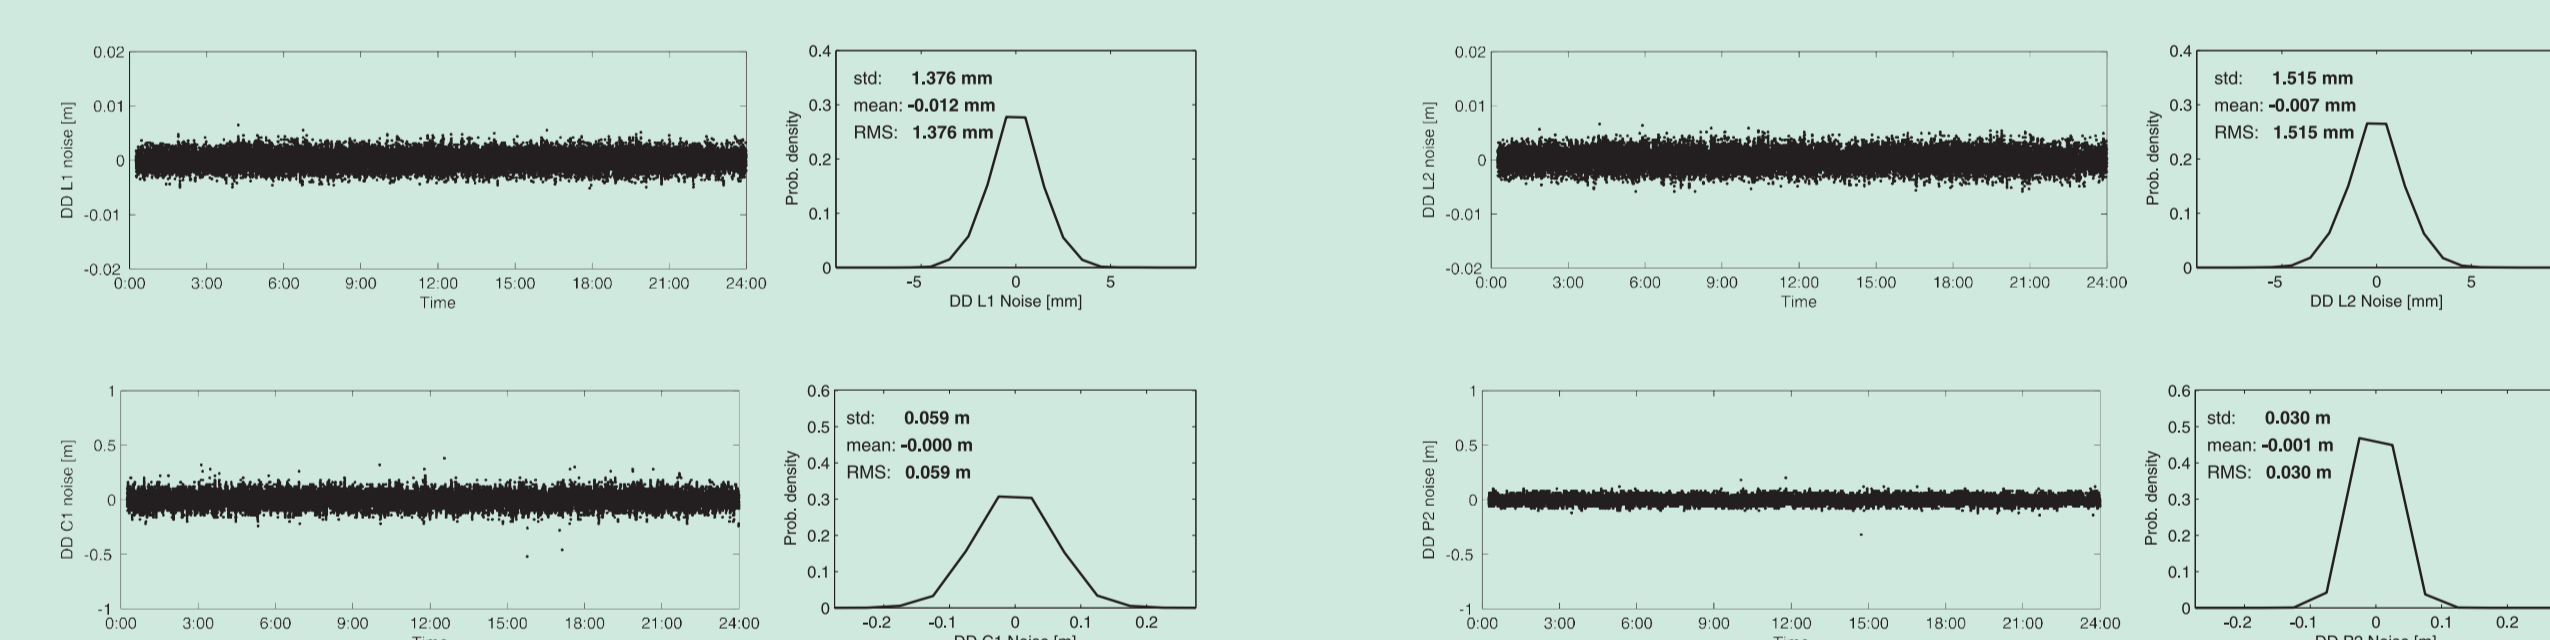 0.02
0.01
0
-0.01
-0.02
DD L1 noise [m]
0:00 3:00 6:00 9:00 12:00 15:00 18:00 21:00 24:00
Time
0.4
0.3
0.2
0.1
0
Prob. density
std: 1.376 mm
mean: -0.012 mm
RMS: 1.376 mm
-5 0 5
DD L1 Noise [mm]
0.02
0.01
0
-0.01
-0.02
DD L2 noise [m]
0:00 3:00 6:00 9:00 12:00 15:00 18:00 21:00 24:00
Time
0.4
0.3
0.2
0.1
0
Prob. density
std: 1.515 mm
mean: -0.007 mm
RMS: 1.515 mm
-5 0 5
DD L2 Noise [mm]
1
0.5
0
-0.5
-1
DD C1 noise [m]
0:00 3:00 6:00 9:00 12:00 15:00 18:00 21:00 24:00
Time
0.6
0.5
0.4
0.3
0.2
0.1
0
Prob. density
std: 0.059 m
mean: -0.000 m
RMS: 0.059 m
-0.2 -0.1 0 0.1 0.2
DD C1 Noise [m]
1
0.5
0
-0.5
-1
DD P2 noise [m]
0:00 3:00 6:00 9:00 12:00 15:00 18:00 21:00 24:00
Time
0.6
0.5
0.4
0.3
0.2
0.1
0
Prob. density
std: 0.030 m
mean: -0.001 m
RMS: 0.030 m
-0.2 -0.1 0 0.1 0.2
DD P2 Noise [m]